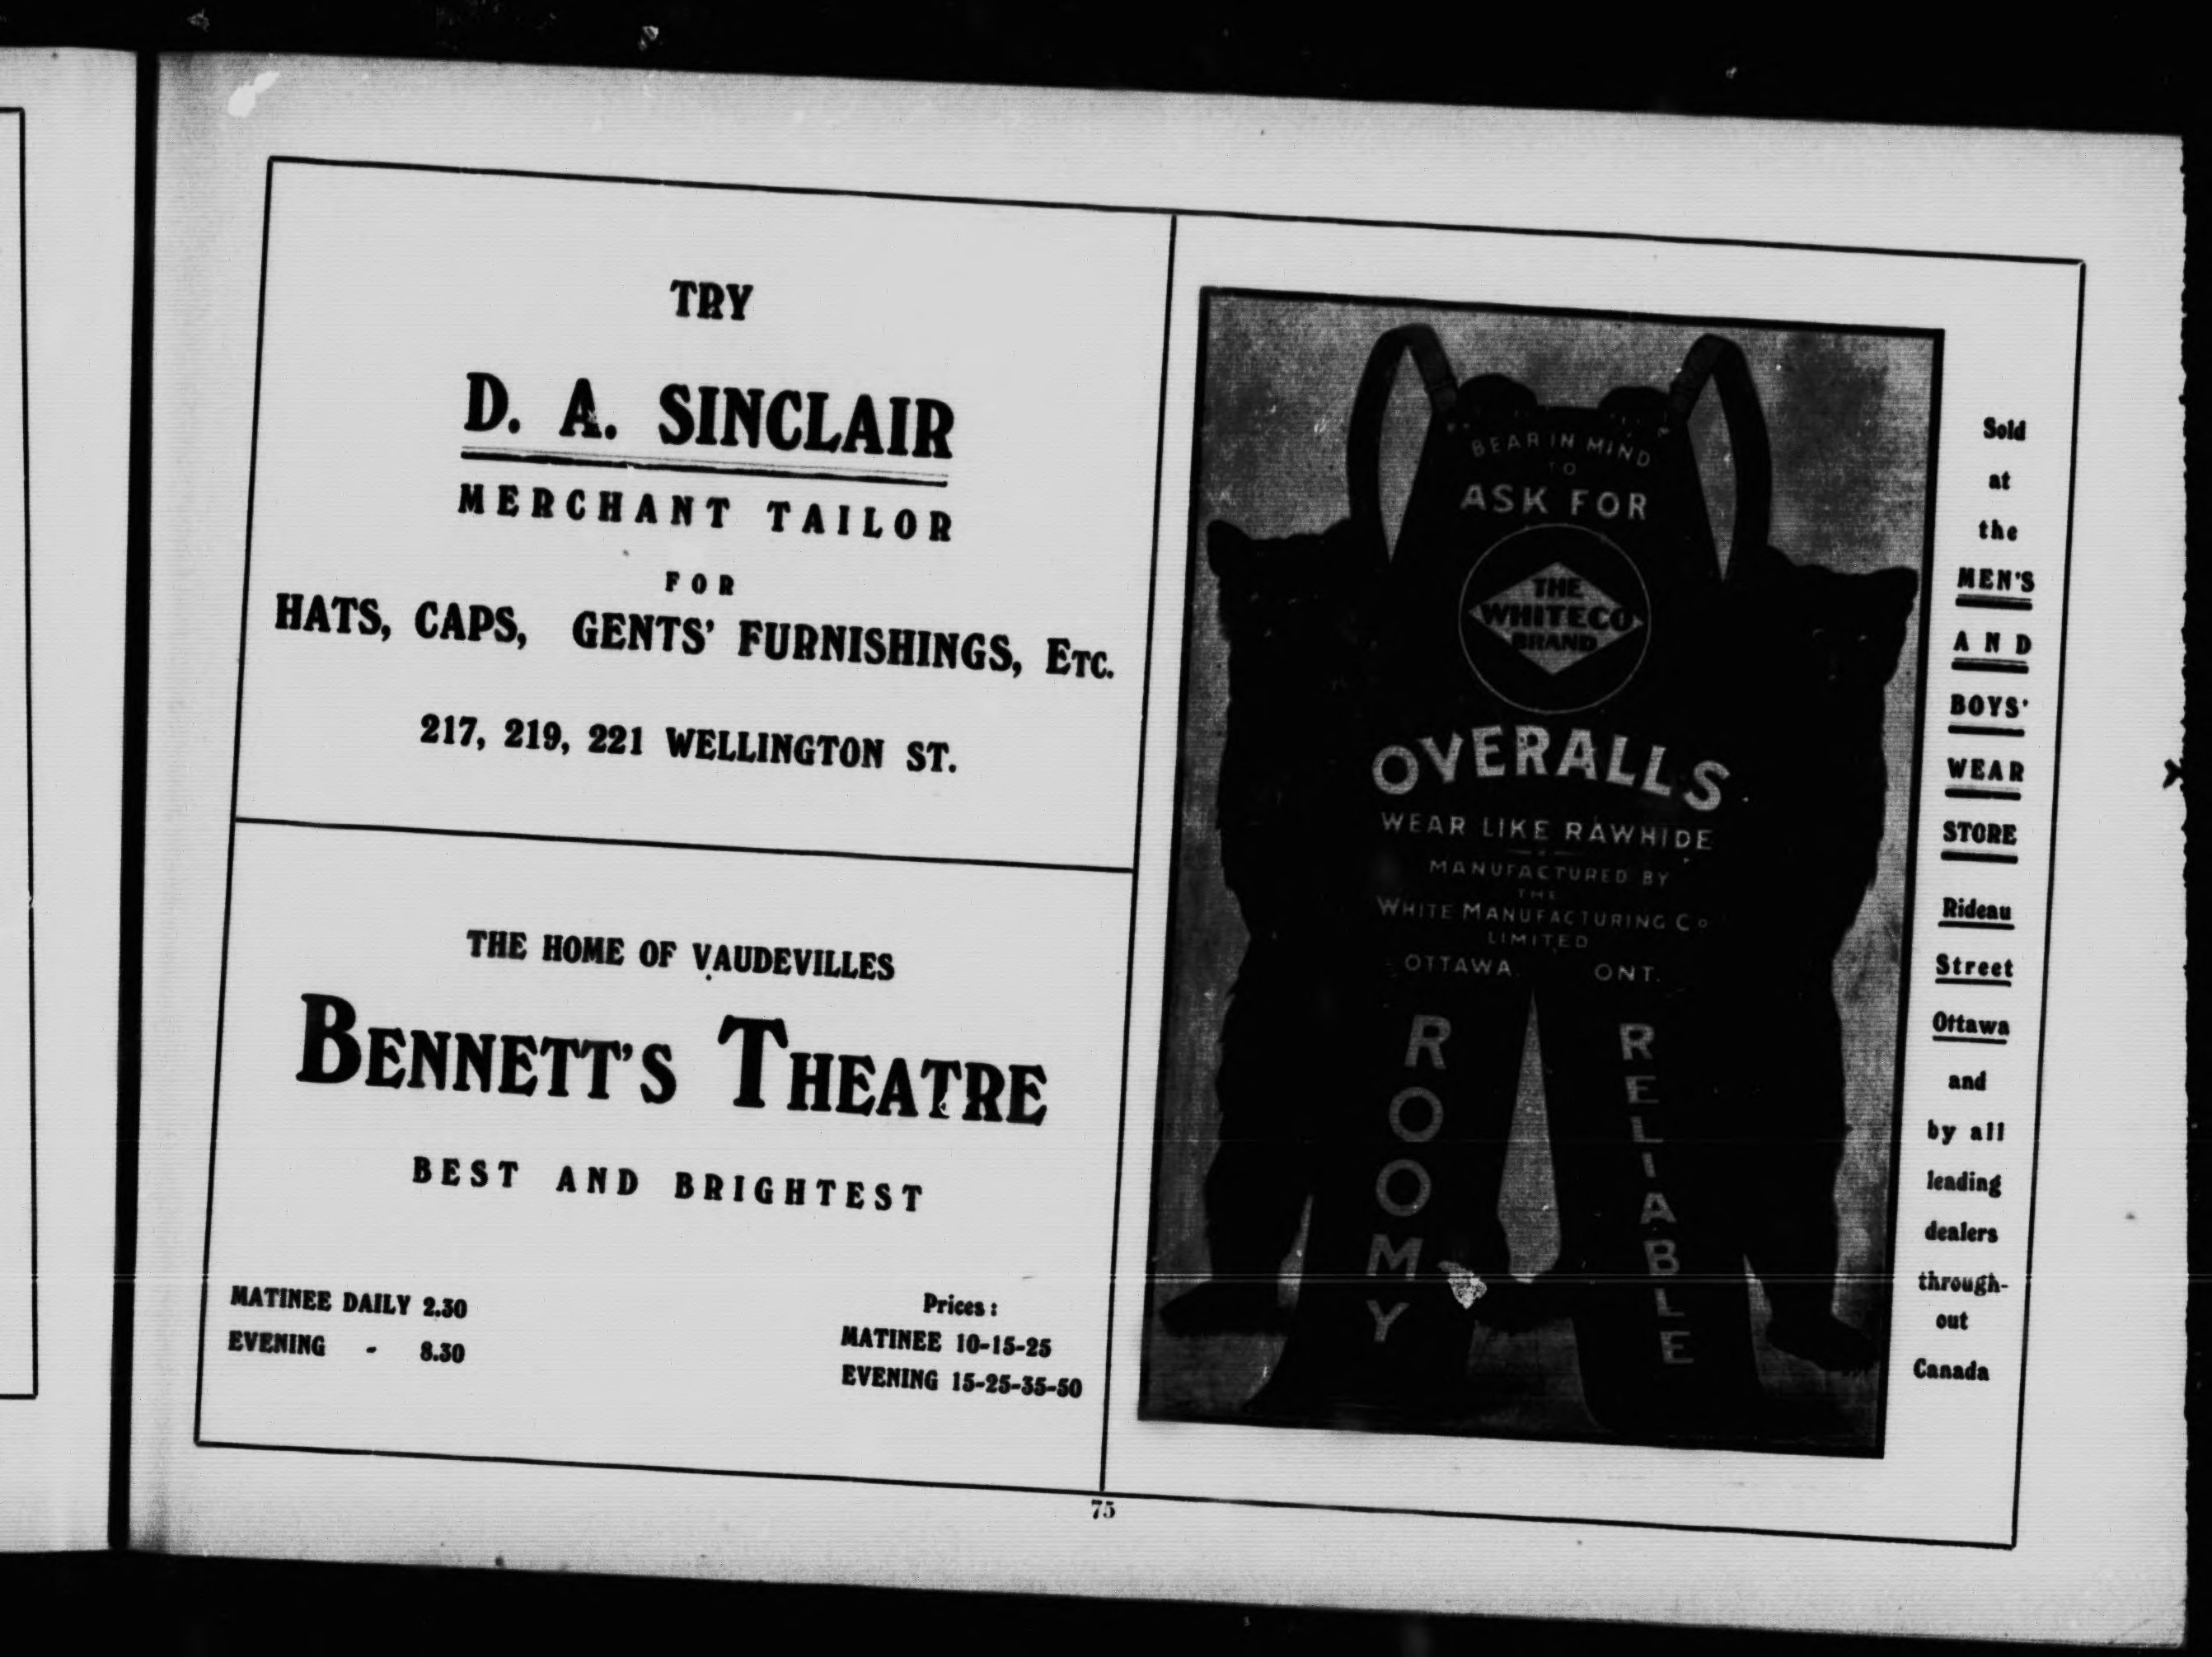 TRY
D. A. SINCLAIR
MERCHANT TAILOR
FOR
HATS, CAPS, GENTS' FURNISHINGS, ETC.
217, 219, 221 WELLINGTON ST.
THE HOME OF VAUDEVILLES
BENNETT'S THEATRE
BEST AND BRIGHTEST
MATINEE DAILY 2.30
EVENING - 8.30
Prices:
MATINEE 10-15-25
EVENING 15-25-35-50
BEAR IN MIND
TO
ASK FOR
THE
WHITECO
BRAND
OVERALLS
WEAR LIKE RAWHIDE
MANUFACTURED BY
THE
WHITE MANUFACTURING Co
LIMITED
OTTAWA. ONT.
ROOMY
RELIABLE
Sold
at
the
MEN'S
AND
BOYS'
WEAR
STORE
Rideau
Street
Ottawa
and
by all
leading
dealers
through-
out
Canada
75